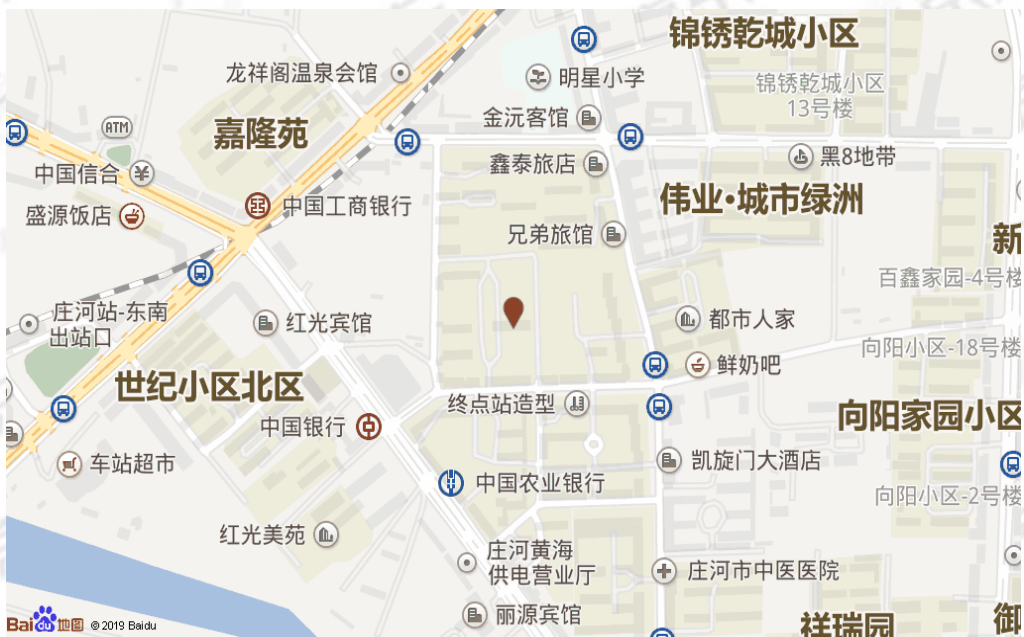 锦锈乾城小区
龙祥阁温泉会馆
明星小学
锦锈乾城小区
13号楼
金沅客馆
ATM
嘉隆苑
鑫泰旅店
黑8地带
中国信合
伟业·城市绿洲
中国工商银行
盛源饭店
兄弟旅馆
新
百鑫家园-4号楼
庄河站-东南
出站口
红光宾馆
都市人家
向阳小区-18号楼
鲜奶吧
世纪小区北区
终点站造型
向阳家园小区
中国银行
车站超市
凯旋门大酒店
中国农业银行
向阳小区-2号楼
红光美苑
庄河黄海
供电营业厅
庄河市中医医院
丽源宾馆
祥瑞园
御
Bai du 地图 © 2019 Baidu